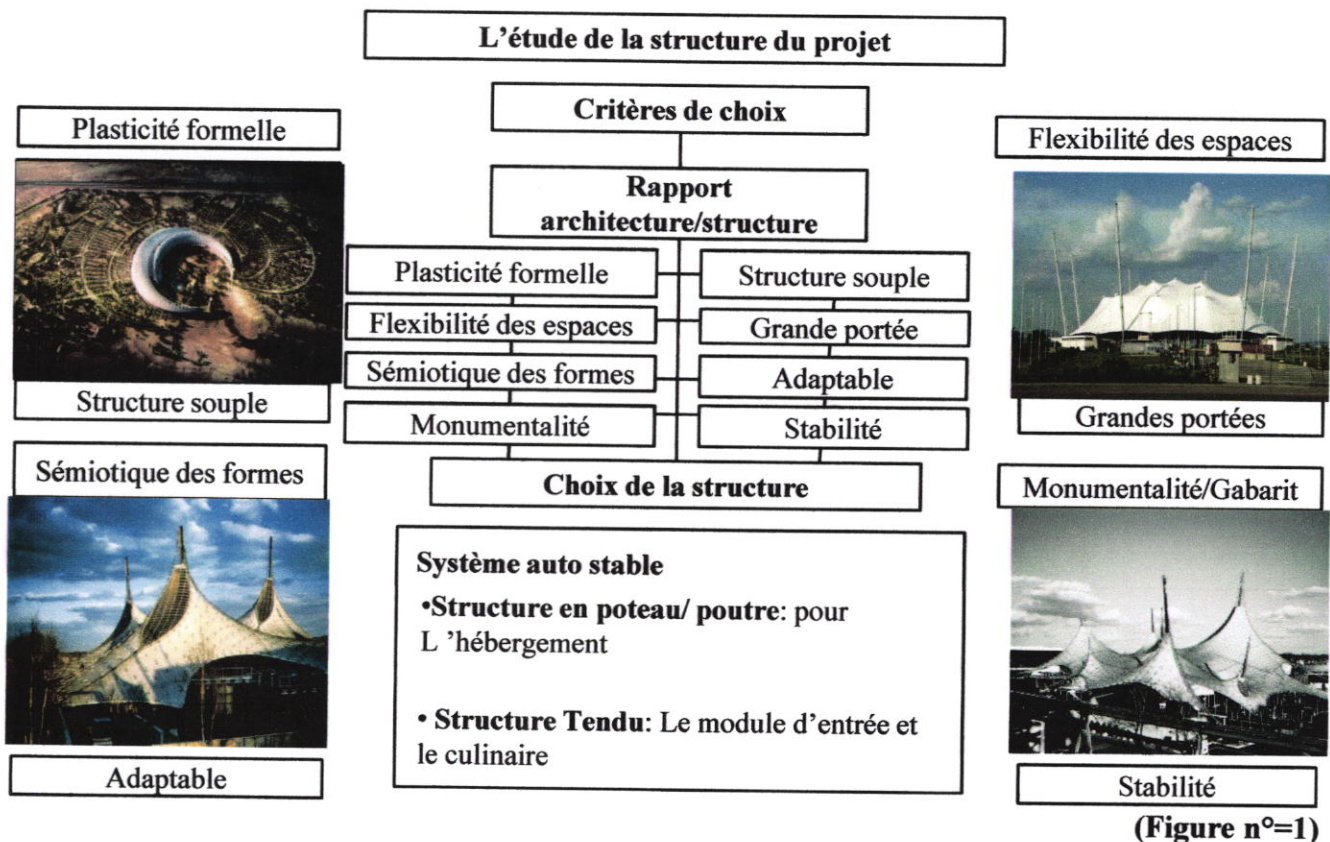 L'étude de la structure du projet
Critères de choix
Plasticité formelle
Flexibilité des espaces
Rapport
architecture/structure
Plasticité formelle
Structure souple
Flexibilité des espaces
Grande portée
Sémiotique des formes
Adaptable
Monumentalité
Stabilité
Structure souple
Grandes portées
Sémiotique des formes
Choix de la structure
Monumentalité/Gabarit
Système auto stable
•Structure en poteau/ poutre: pour
L 'hébergement
• Structure Tendu: Le module d'entrée et
le culinaire
Adaptable
Stabilité
(Figure n°=1)